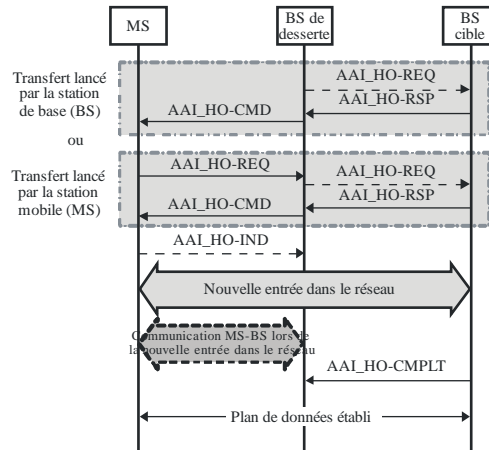 MS
BS de
desserte
BS
cible
Transfert lancé
par la station
de base (BS)
AAI_HO-REQ
AAI_HO-RSP
AAI_HO-CMD
ou
Transfert lancé
par la station
mobile (MS)
AAI_HO-REQ
AAI_HO-REQ
AAI_HO-RSP
AAI_HO-CMD
AAI_HO-IND
Nouvelle entrée dans le réseau
Communication MS-BS lors de
la nouvelle entrée dans le réseau
AAI_HO-CMPLT
Plan de données établi